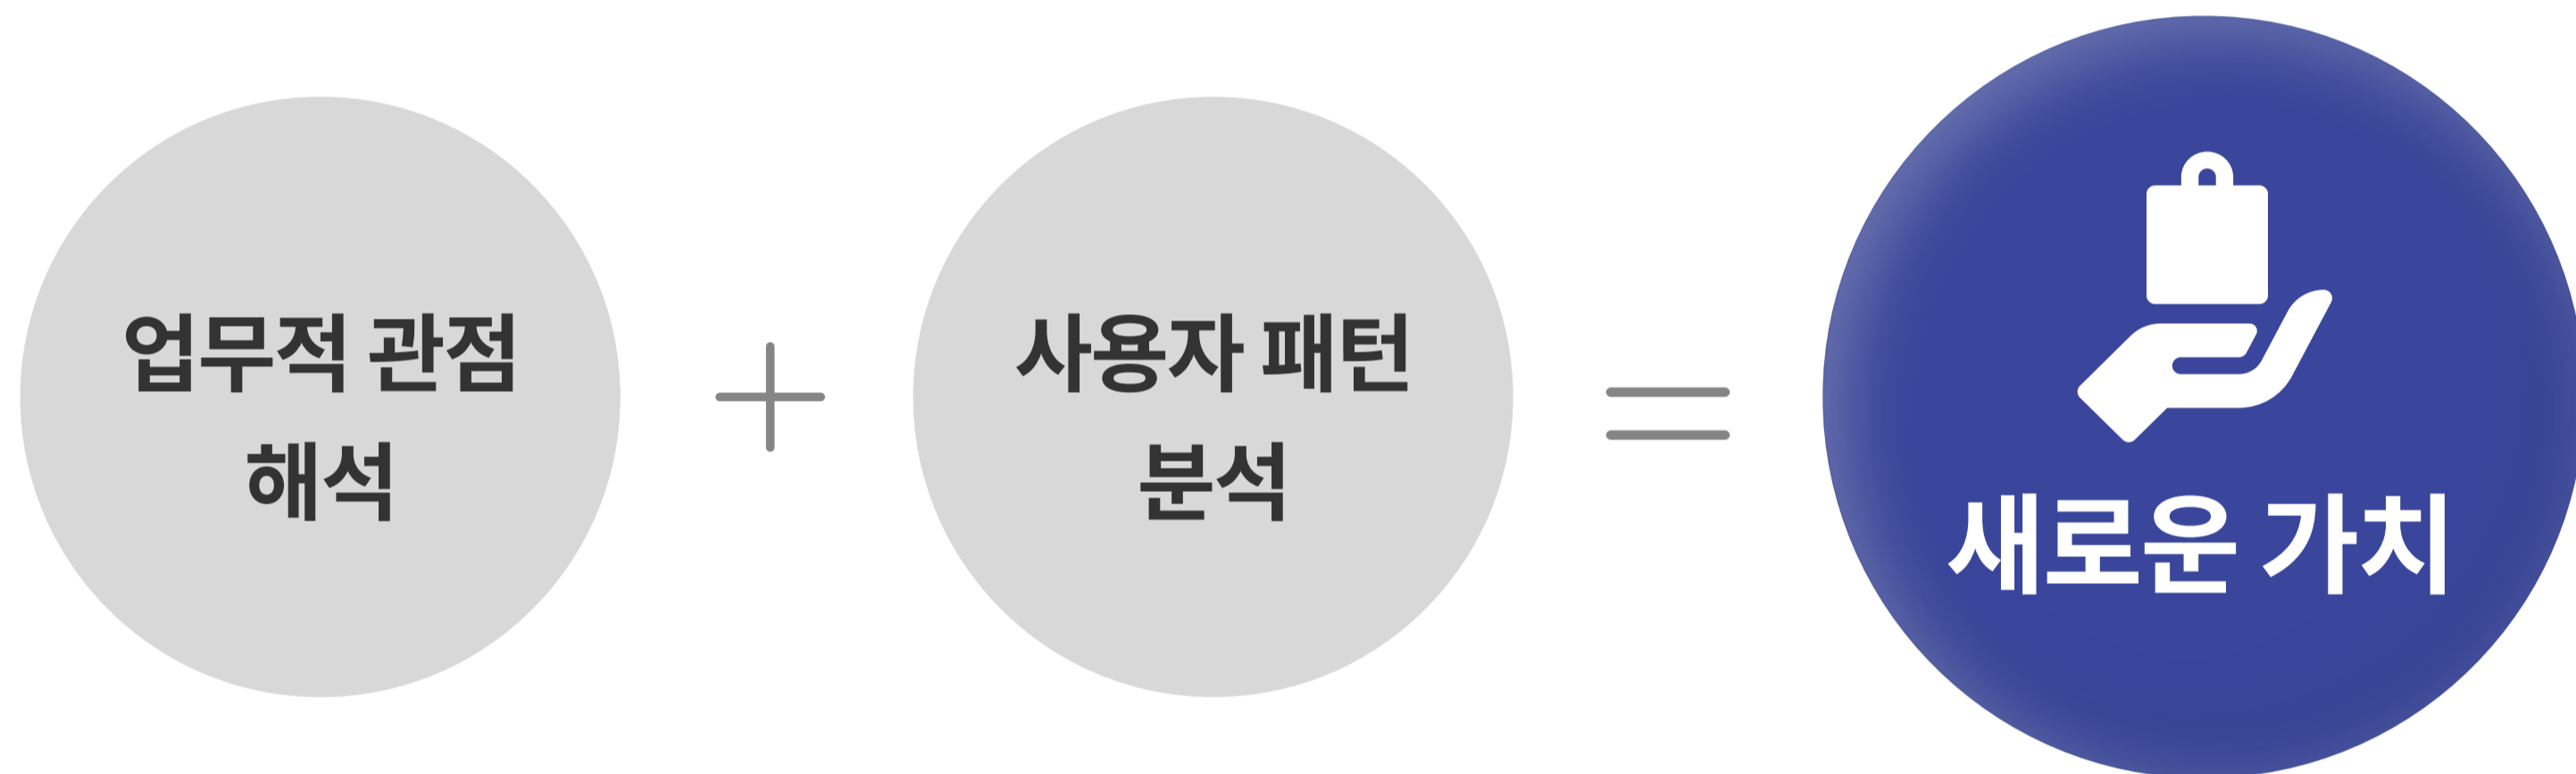 업무적 관점
해석
+
사용자 패턴
분석
=
새로운 가치